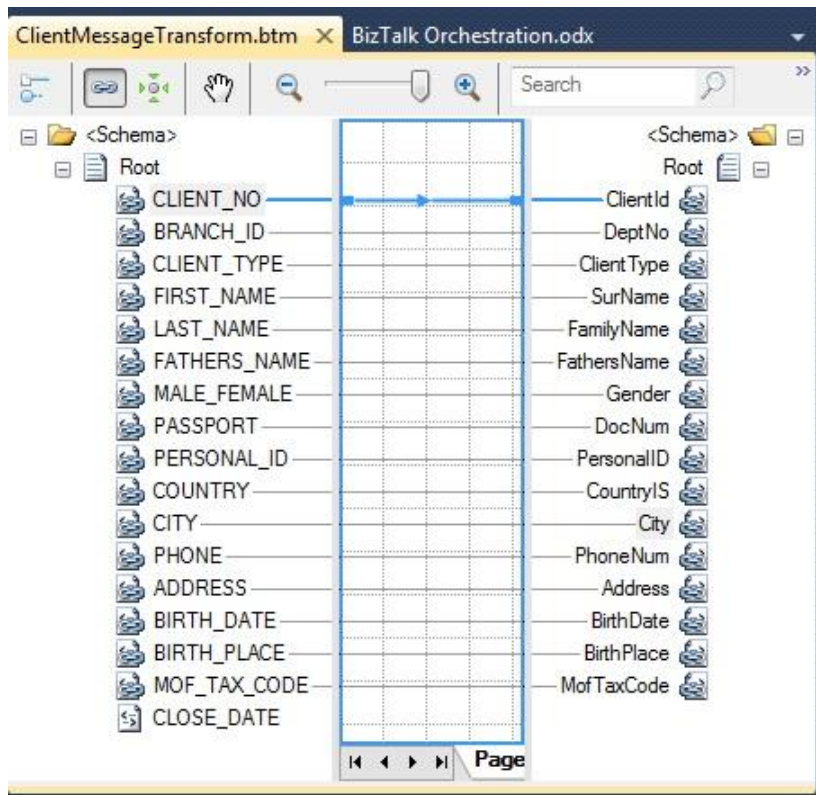 ClientMessageTransform.btm BizTalk Orchestration.odx
Search
<Schema> <Schema>
Root Root
CLIENT_NO ClientId
BRANCH_ID DeptNo
CLIENT_TYPE ClientType
FIRST_NAME SurName
LAST_NAME FamilyName
FATHERS_NAME FathersName
MALE_FEMALE Gender
PASSPORT DocNum
PERSONAL_ID PersonalID
COUNTRY CountryIS
CITY City
PHONE PhoneNum
ADDRESS Address
BIRTH_DATE BirthDate
BIRTH_PLACE BirthPlace
MOF_TAX_CODE MofTaxCode
CLOSE_DATE
Page